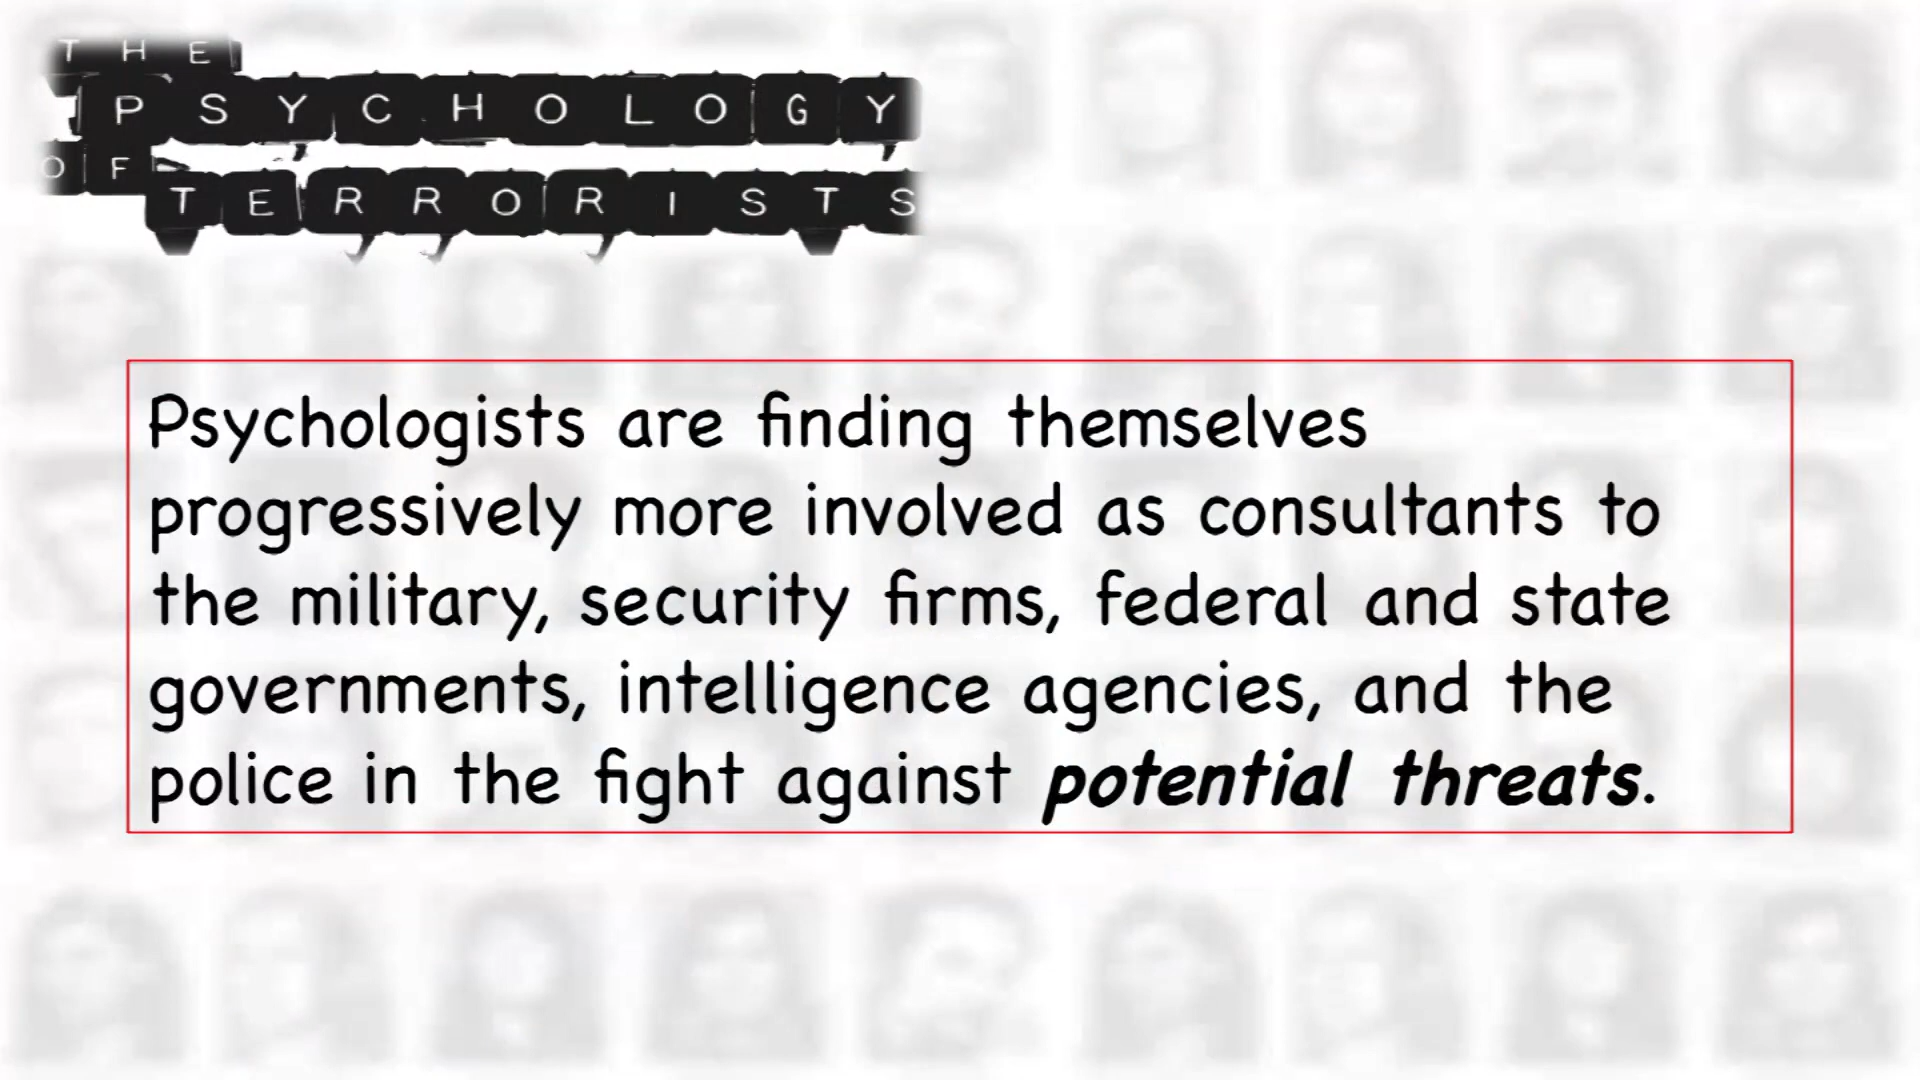 THE
PSYCHOLOGY
OF
TERRORISTS
Psychologists are finding themselves
progressively more involved as consultants to
the military, security firms, federal and state
governments, intelligence agencies, and the
police in the fight against potential threats.